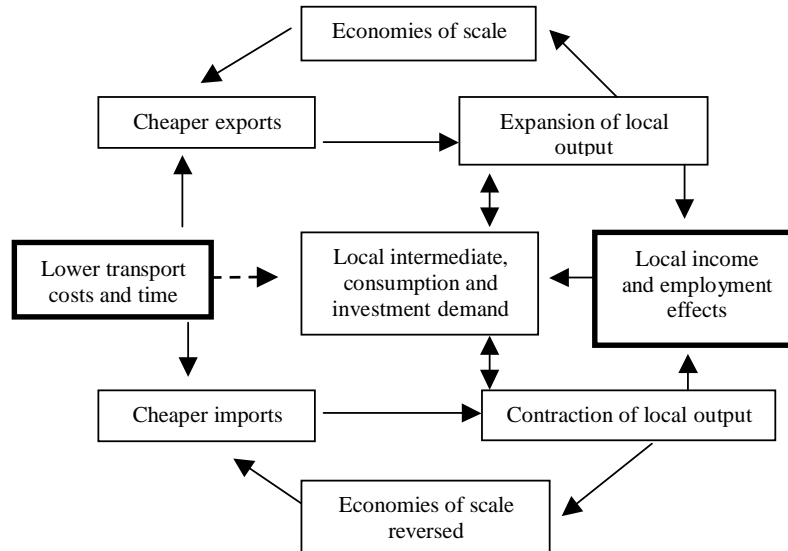 Economies of scale
Cheaper exports
Expansion of local
output
Lower transport
costs and time
Local intermediate,
consumption and
investment demand
Local income
and employment
effects
Cheaper imports
Contraction of local output
Economies of scale
reversed